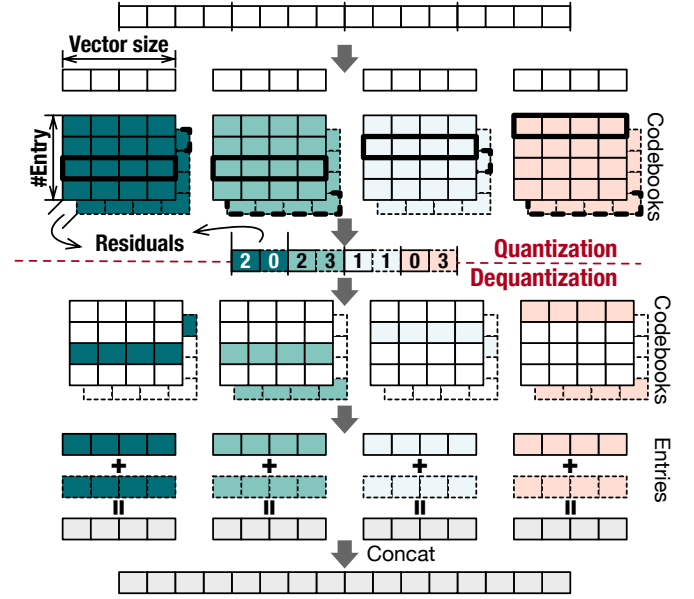 Vector size
#Entry
Codebooks
Residuals
2 0 2 3 1 1 0 3
Quantization
Dequantization
Codebooks
+ + + +
Entries
= = = =
Concat